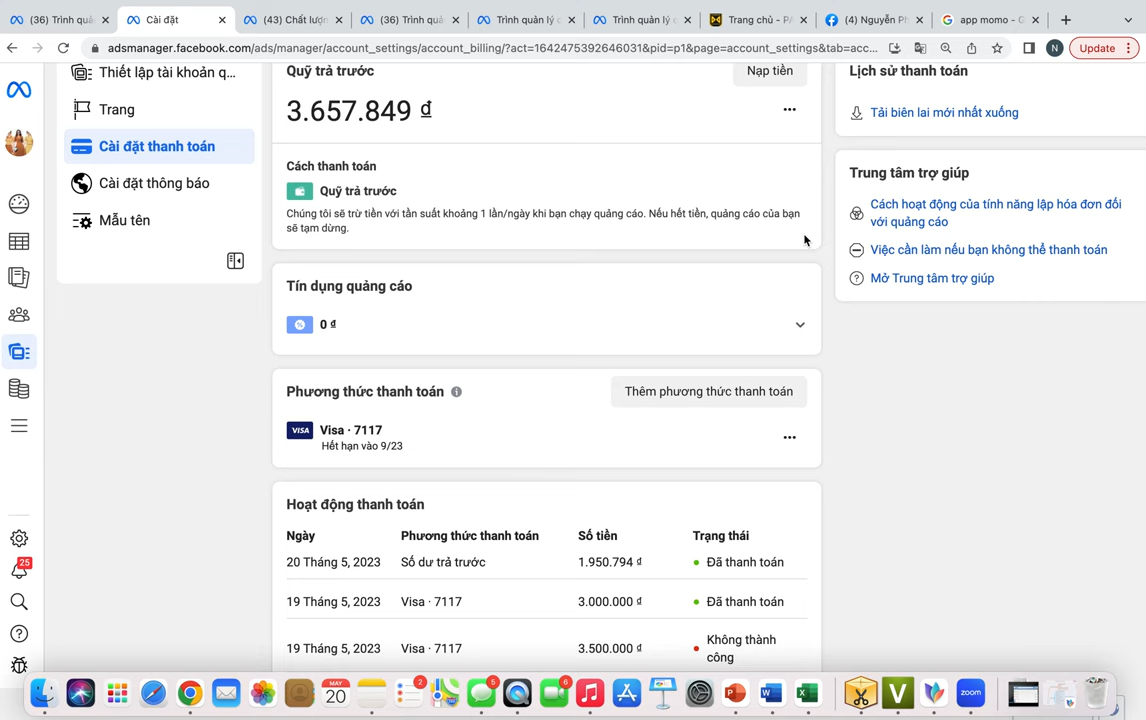 (36) Trình quả
Cài đặt
(43) Chất lượn
(36) Trình quả
Trình quản lý c
Trình quản lý c
Trang chủ - PA
(4) Nguyễn Ph
app momo - G
adsmanager.facebook.com/ads/manager/account_settings/account_billing/?act=1642475392646031&pid=p1&page=account_settings&tab=acc...
N
Update
Thiết lập tài khoản q...
Trang
Cài đặt thanh toán
Cài đặt thông báo
Mẫu tên
Quỹ trả trước
Nạp tiền
3.657.849 ₫
Cách thanh toán
Quỹ trả trước
Chúng tôi sẽ trừ tiền với tần suất khoảng 1 lần/ngày khi bạn chạy quảng cáo. Nếu hết tiền, quảng cáo của bạn
sẽ tạm dừng.
Tín dụng quảng cáo
0 ₫
Phương thức thanh toán
Thêm phương thức thanh toán
VISA
Visa · 7117
Hết hạn vào 9/23
Hoạt động thanh toán
Ngày
Phương thức thanh toán
Số tiền
Trạng thái
20 Tháng 5, 2023
Số dư trả trước
1.950.794 ₫
Đã thanh toán
19 Tháng 5, 2023
Visa · 7117
3.000.000 ₫
Đã thanh toán
19 Tháng 5, 2023
Visa · 7117
3.500.000 ₫
Không thành
công
Lịch sử thanh toán
Tải biên lai mới nhất xuống
Trung tâm trợ giúp
Cách hoạt động của tính năng lập hóa đơn đối
với quảng cáo
Việc cần làm nếu bạn không thể thanh toán
Mở Trung tâm trợ giúp
25
MAY
20
2
5
6
P
W
X
V
zoom